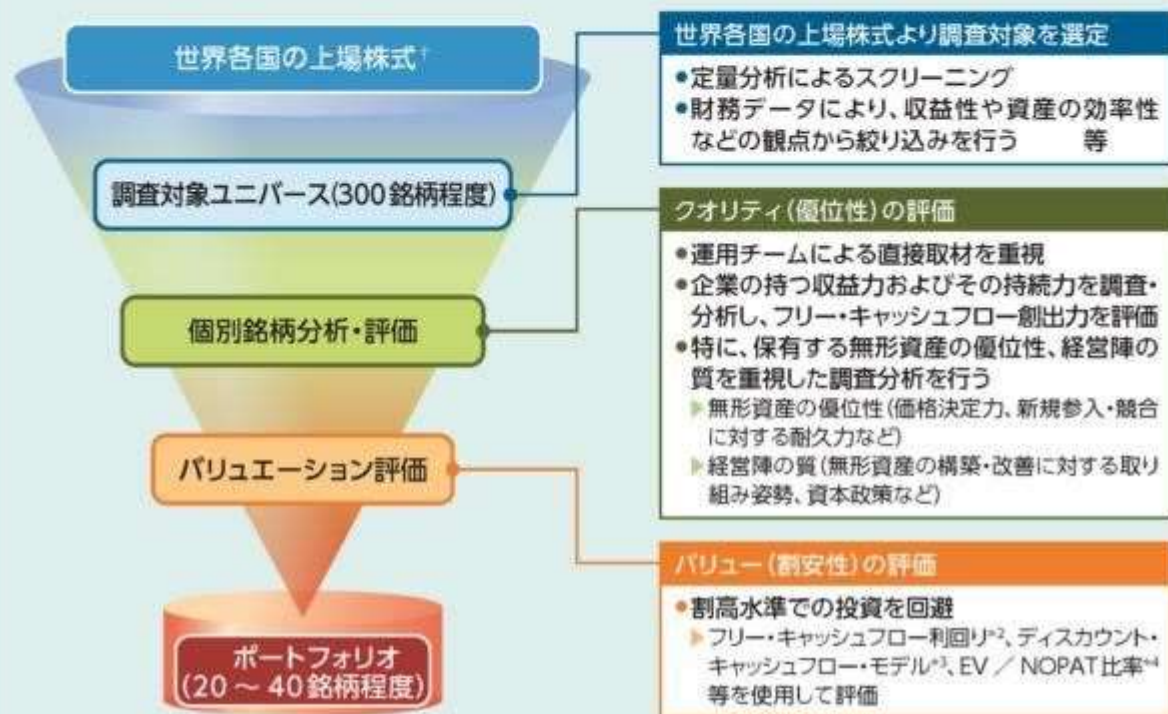 世界各国の上場株式†
調査対象ユニバース(300銘柄程度)
個別銘柄分析・評価
バリュエーション評価
ポートフォリオ
(20～40銘柄程度)
世界各国の上場株式より調査対象を選定
●定量分析によるスクリーニング
●財務データにより、収益性や資産の効率性
などの観点から絞り込みを行う 等
クオリティ(優位性)の評価
●運用チームによる直接取材を重視
●企業の持つ収益力およびその持続力を調査・
分析し、フリー・キャッシュフロー創出力を評価
●特に、保有する無形資産の優位性、経営陣の
質を重視した調査分析を行う
▶無形資産の優位性(価格決定力、新規参入・競合
に対する耐久力など)
▶経営陣の質(無形資産の構築・改善に対する取り
組み姿勢、資本政策など)
バリュー(割安性)の評価
●割高水準での投資を回避
▶フリー・キャッシュフロー利回り*2、ディスカウント・
キャッシュフロー・モデル*3、EV／NOPAT比率*4
等を使用して評価